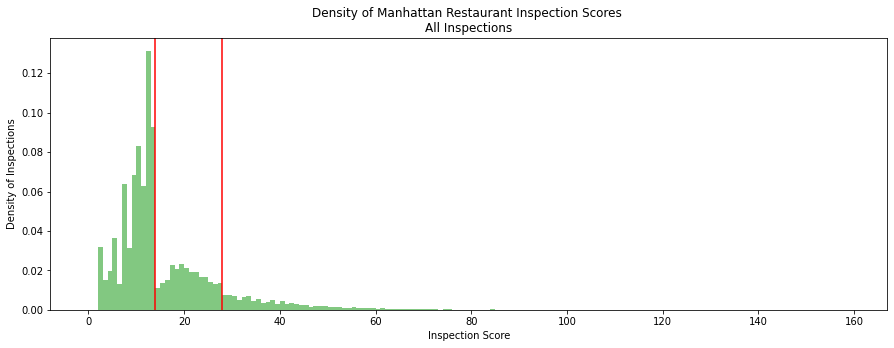 Density of Manhattan Restaurant Inspection Scores
All Inspections
Density of Inspections
0.12
0.10
0.08
0.06
0.04
0.02
0.00
0 20 40 60 80 100 120 140 160
Inspection Score